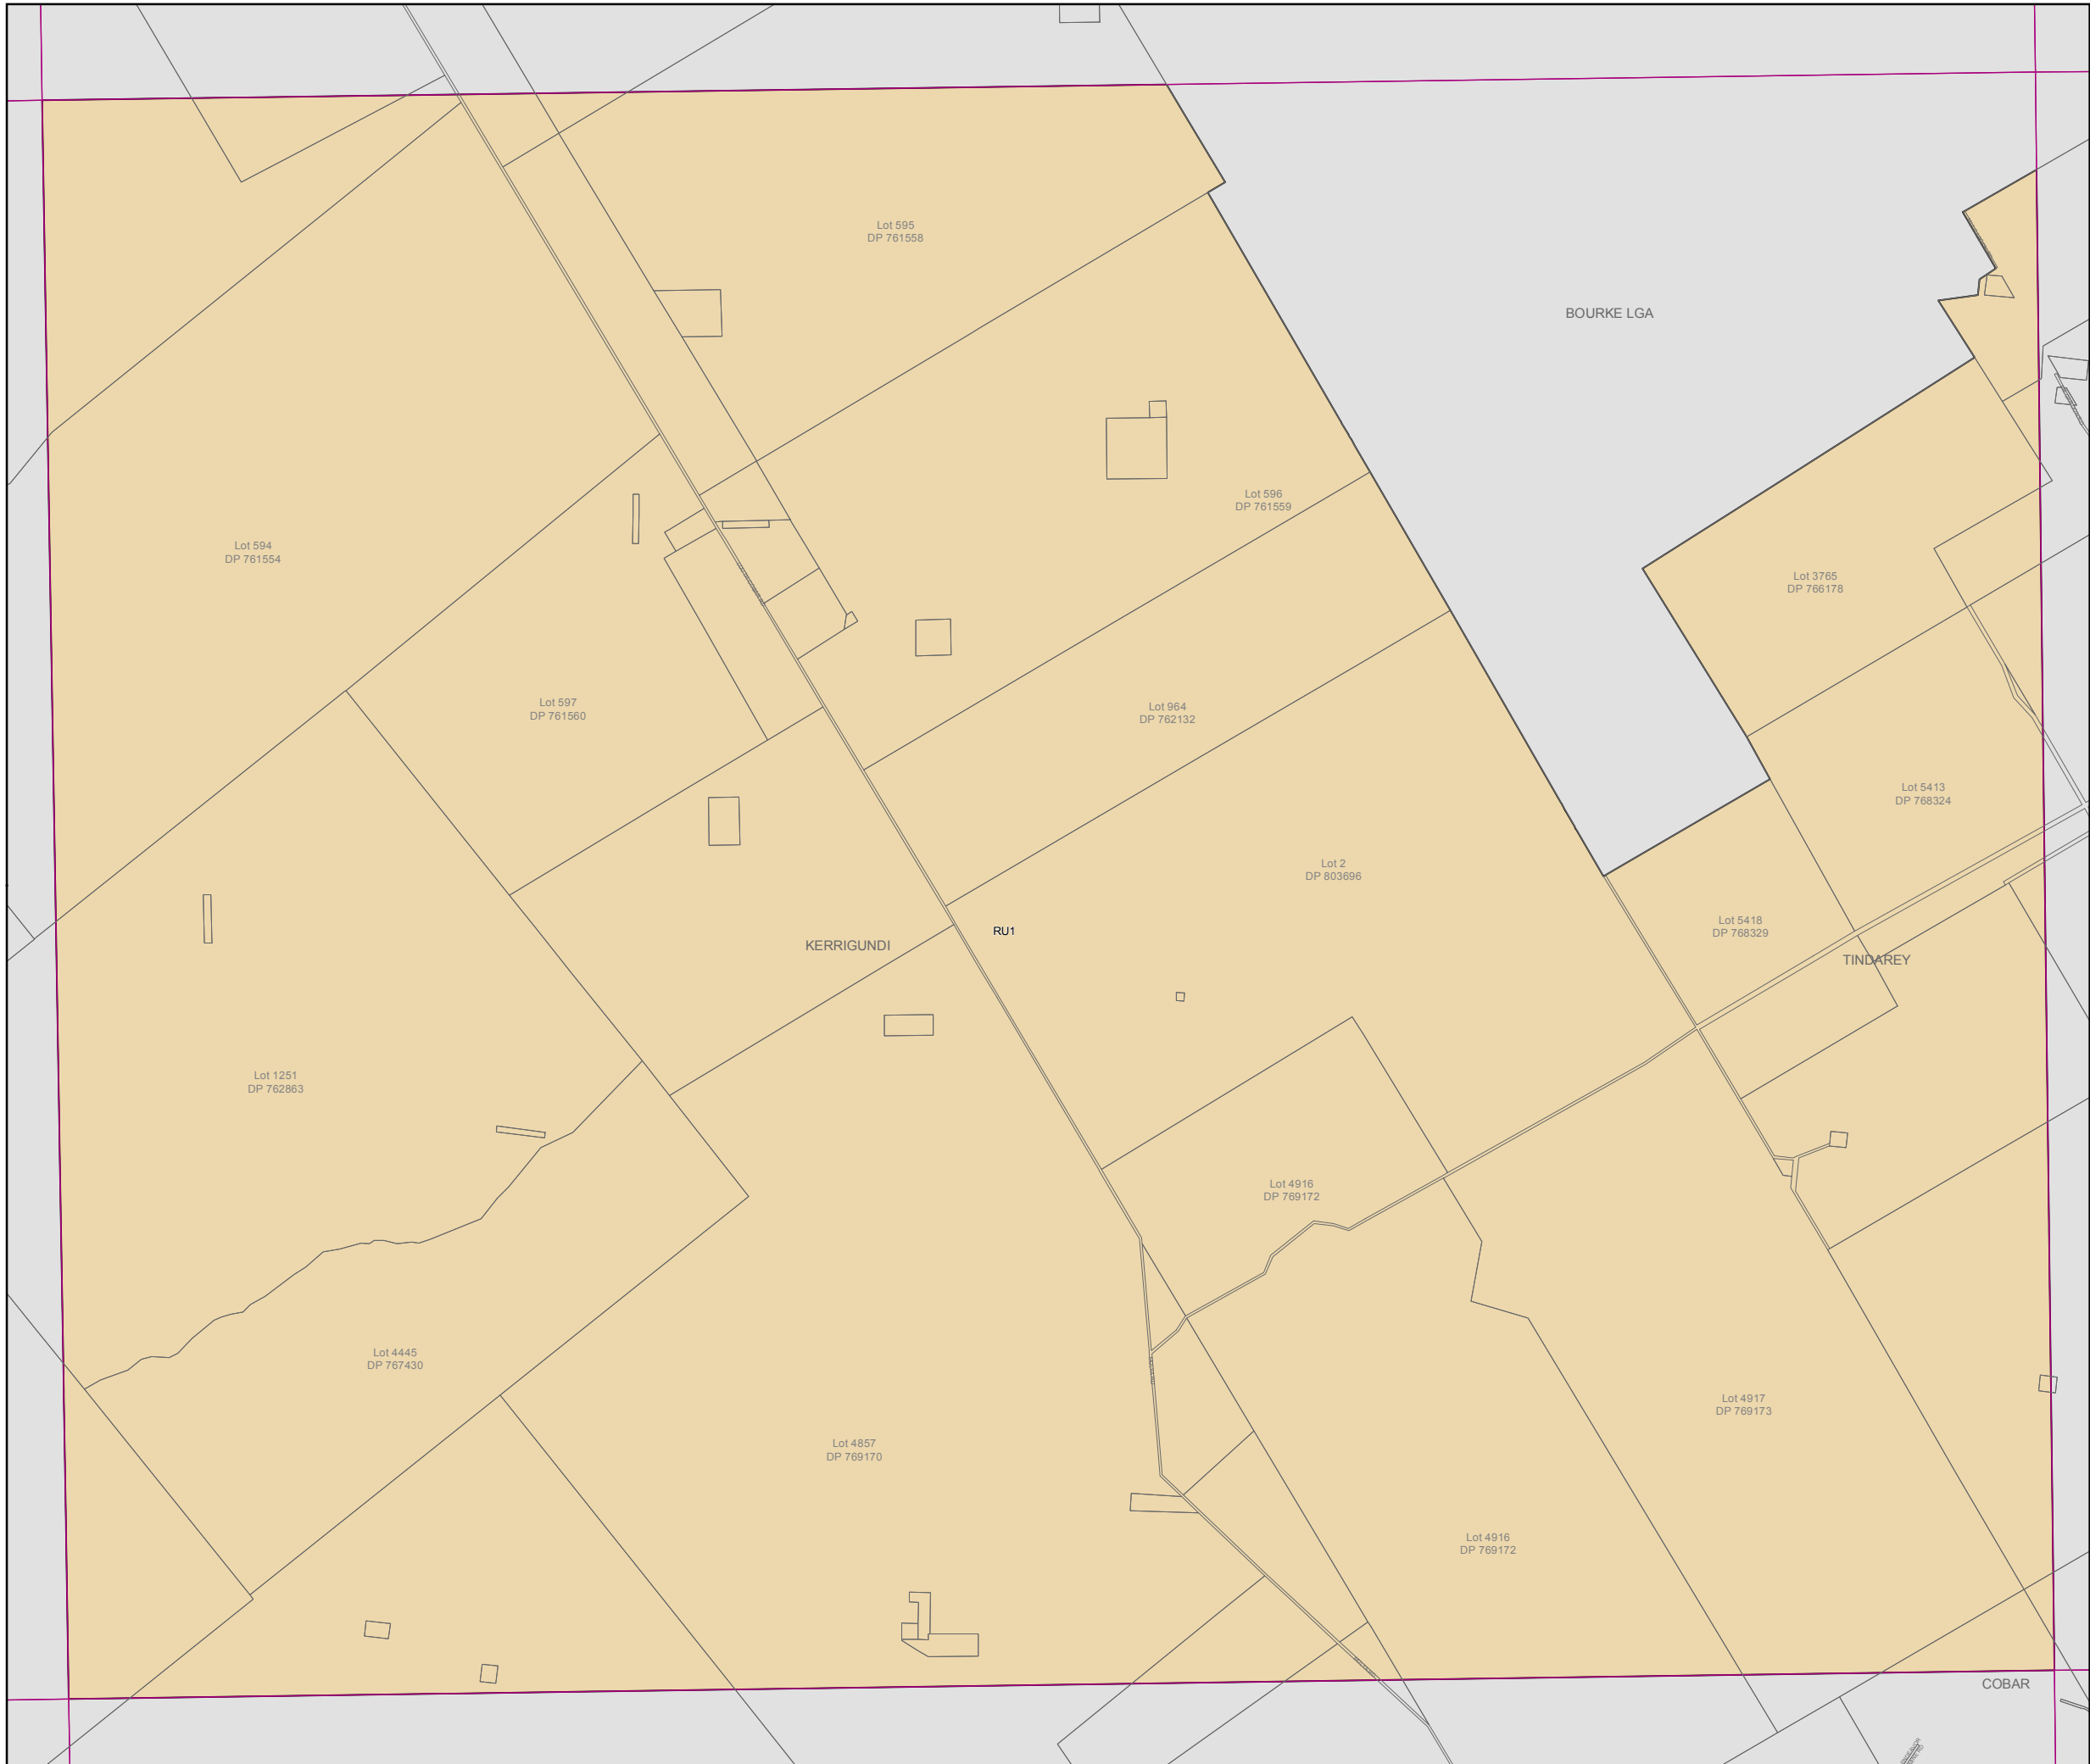 Lot 595
DP 761558
BOURKE LGA
Lot 596
DP 761559
Lot 594
DP 761554
Lot 3765
DP 766178
Lot 597
DP 761560
Lot 964
DP 762132
Lot 5413
DP 768324
Lot 2
DP 803696
Lot 5418
DP 768329
RU1
KERRIGUNDI
TINDAREY
Lot 1251
DP 762863
Lot 4916
DP 769172
Lot 4445
DP 767430
Lot 4917
DP 769173
Lot 4857
DP 769170
Lot 4916
DP 769172
COBAR